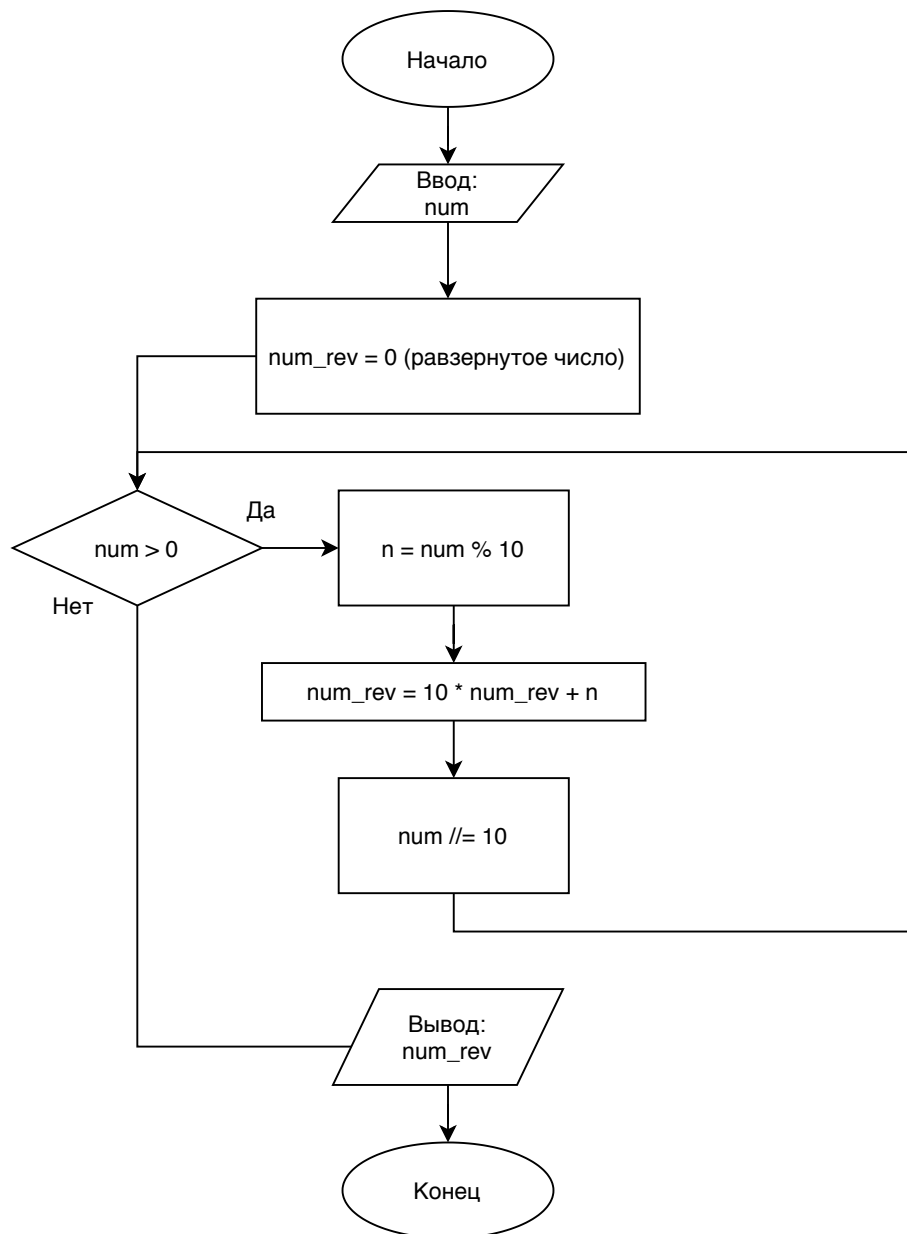 Начало
Ввод:
num
num_rev = 0 (равзернутое число)
Да
num > 0
n = num % 10
Нет
num_rev = 10 * num_rev + n
num //= 10
Вывод:
num_rev
Конец